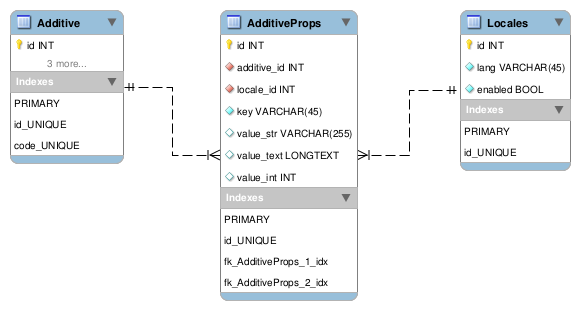 Additive
id INT
3 more...
Indexes
PRIMARY
id_UNIQUE
code_UNIQUE
AdditiveProps
id INT
additive_id INT
locale_id INT
key VARCHAR(45)
value_str VARCHAR(255)
value_text LONGTEXT
value_int INT
Indexes
PRIMARY
id_UNIQUE
fk_AdditiveProps_1_idx
fk_AdditiveProps_2_idx
Locales
id INT
lang VARCHAR(45)
enabled BOOL
Indexes
PRIMARY
id_UNIQUE